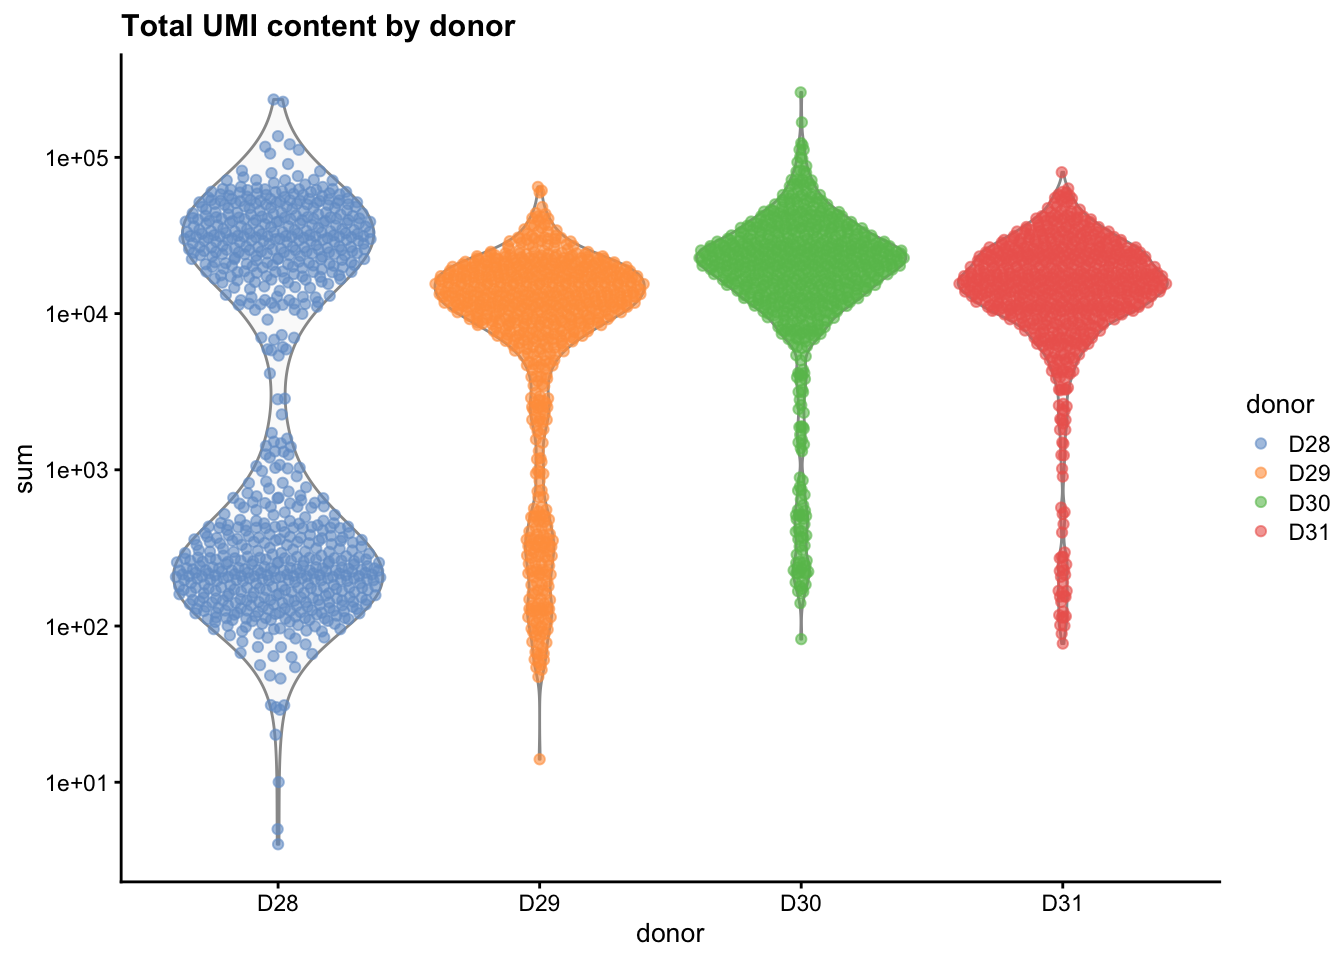 Total UMI content by donor
sum
1e+05
1e+04
1e+03
1e+02
1e+01
D28
D29
D30
D31
donor
donor
D28
D29
D30
D31